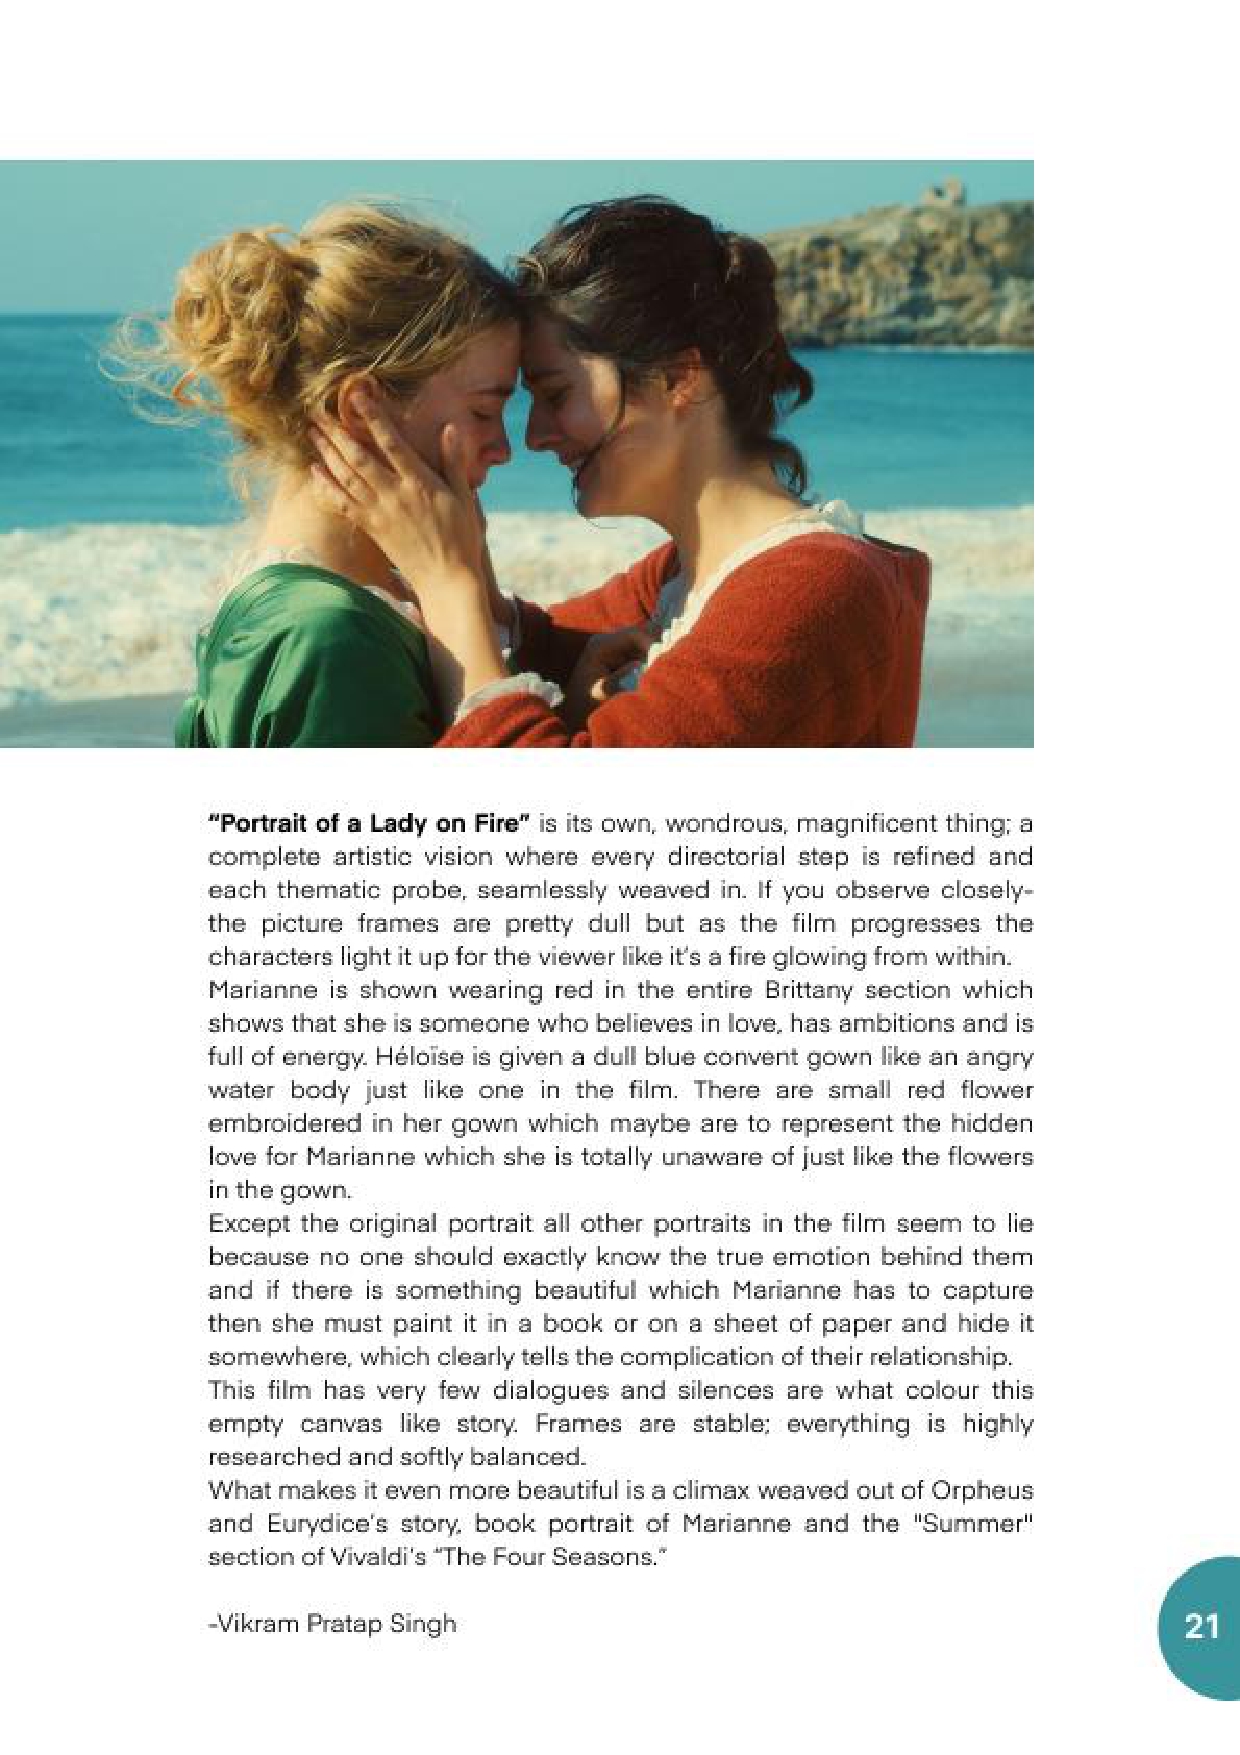 “Portrait of a Lady on Fire” is its own, wondrous, magnificent thing; a
complete artistic vision where every directorial step is refined and
each thematic probe, seamlessly weaved in. If you observe closely-
the picture frames are pretty dull but as the film progresses the
characters light it up for the viewer like it's a fire glowing from within.
Marianne is shown wearing red in the entire Brittany section which
shows that she is someone who believes in love, has ambitions and is
full of energy. Héloïse is given a dull blue convent gown like an angry
water body just like one in the film. There are small red flower
embroidered in her gown which maybe are to represent the hidden
love for Marianne which she is totally unaware of just like the flowers
in the gown.
Except the original portrait all other portraits in the film seem to lie
because no one should exactly know the true emotion behind them
and if there is something beautiful which Marianne has to capture
then she must paint it in a book or on a sheet of paper and hide it
somewhere, which clearly tells the complication of their relationship.
This film has very few dialogues and silences are what colour this
empty canvas like story. Frames are stable; everything is highly
researched and softly balanced.
What makes it even more beautiful is a climax weaved out of Orpheus
and Eurydice's story, book portrait of Marianne and the "Summer"
section of Vivaldi's “The Four Seasons.”
-Vikram Pratap Singh
21